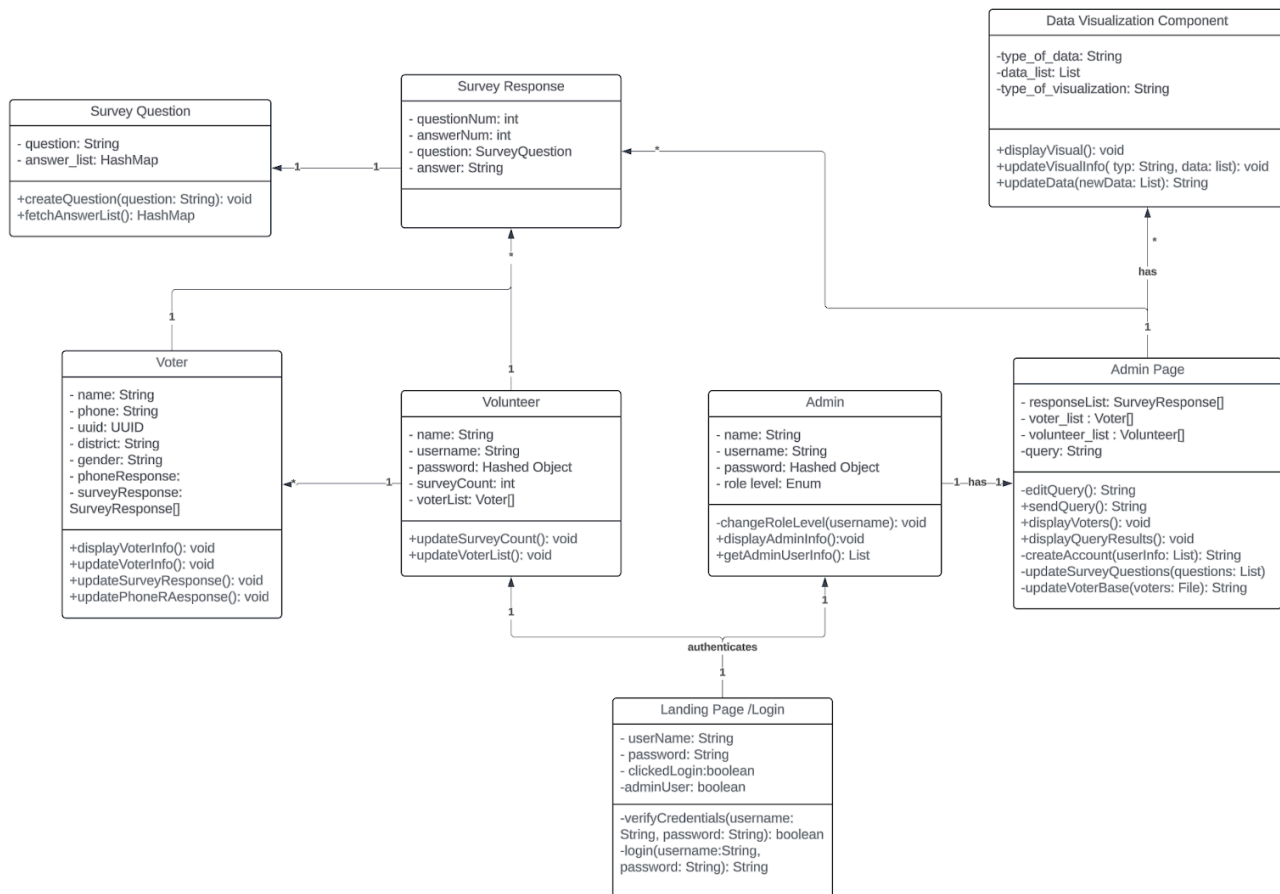 Data Visualization Component
-type_of_data: String
-data_list: List
-type_of_visualization: String
+displayVisual(): void
+updateVisualInfo( typ: String, data: list): void
+updateData(newData: List): String
Survey Response
- questionNum: int
- answerNum: int
- question: SurveyQuestion
- answer: String
Survey Question
- question: String
- answer_list: HashMap
+createQuestion(question: String): void
+fetchAnswerList(): HashMap
1
1
*
*
*
has
1
1
1
Voter
- name: String
- phone: String
- uuid: UUID
- district: String
- gender: String
- phoneResponse:
- surveyResponse:
SurveyResponse[]
+displayVoterInfo(): void
+updateVoterInfo(): void
+updateSurveyResponse(): void
+updatePhoneRAesponse(): void
*
1
Volunteer
- name: String
- username: String
- password: Hashed Object
- surveyCount: int
- voterList: Voter[]
+updateSurveyCount(): void
+updateVoterList(): void
Admin
- name: String
- username: String
- password: Hashed Object
- role level: Enum
-changeRoleLevel(username): void
+displayAdminInfo():void
+getAdminUserInfo(): List
1 has 1
Admin Page
- responseList: SurveyResponse[]
- voter_list : Voter[]
- volunteer_list : Volunteer[]
-query: String
-editQuery(): String
+sendQuery(): String
+displayVoters(): void
+displayQueryResults(): void
-createAccount(userInfo: List): String
-updateSurveyQuestions(questions: List)
-updateVoterBase(voters: File): String
1
1
authenticates
1
Landing Page /Login
- userName: String
- password: String
- clickedLogin:boolean
-adminUser: boolean
-verifyCredentials(username:
String, password: String): boolean
-login(username:String,
password: String): String